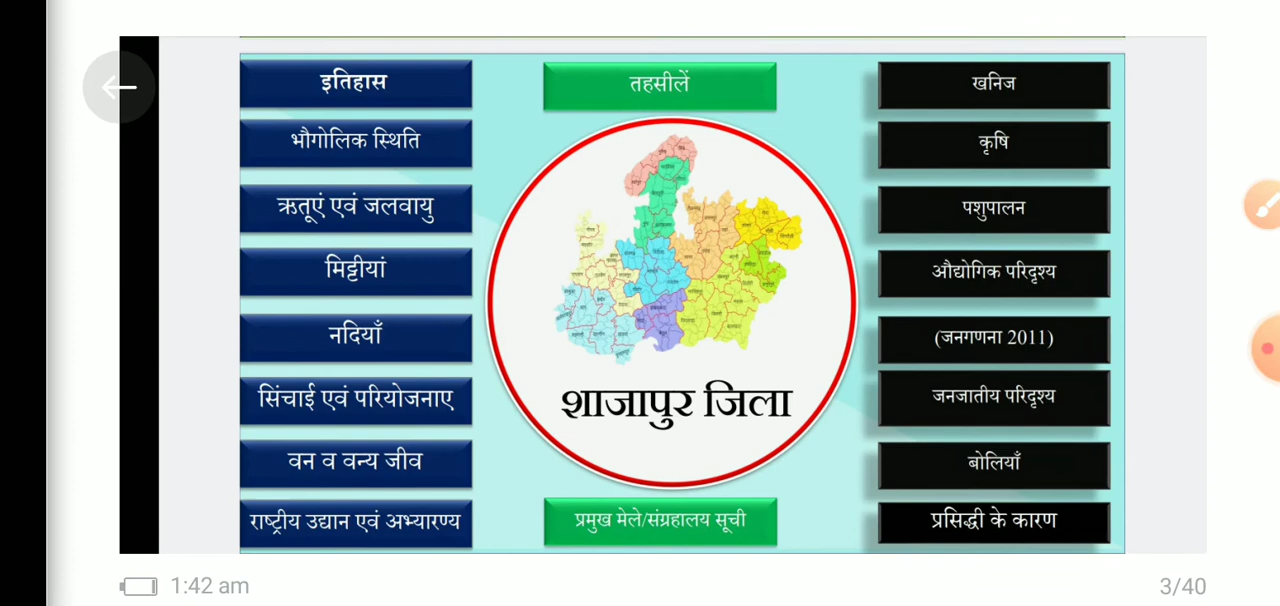 इतिहास
भौगोलिक स्थिति
ऋतूएं एवं जलवायु
मिट्टीयां
नदियाँ
सिंचाई एवं परियोजनाए
वन व वन्य जीव
राष्ट्रीय उद्यान एवं अभ्यारण्य
तहसीलें
शाजापुर जिला
प्रमुख मेले/संग्रहालय सूची
खनिज
कृषि
पशुपालन
औद्योगिक परिदृश्य
(जनगणना 2011)
जनजातीय परिदृश्य
बोलियाँ
प्रसिद्धी के कारण
1:42 am
3/40